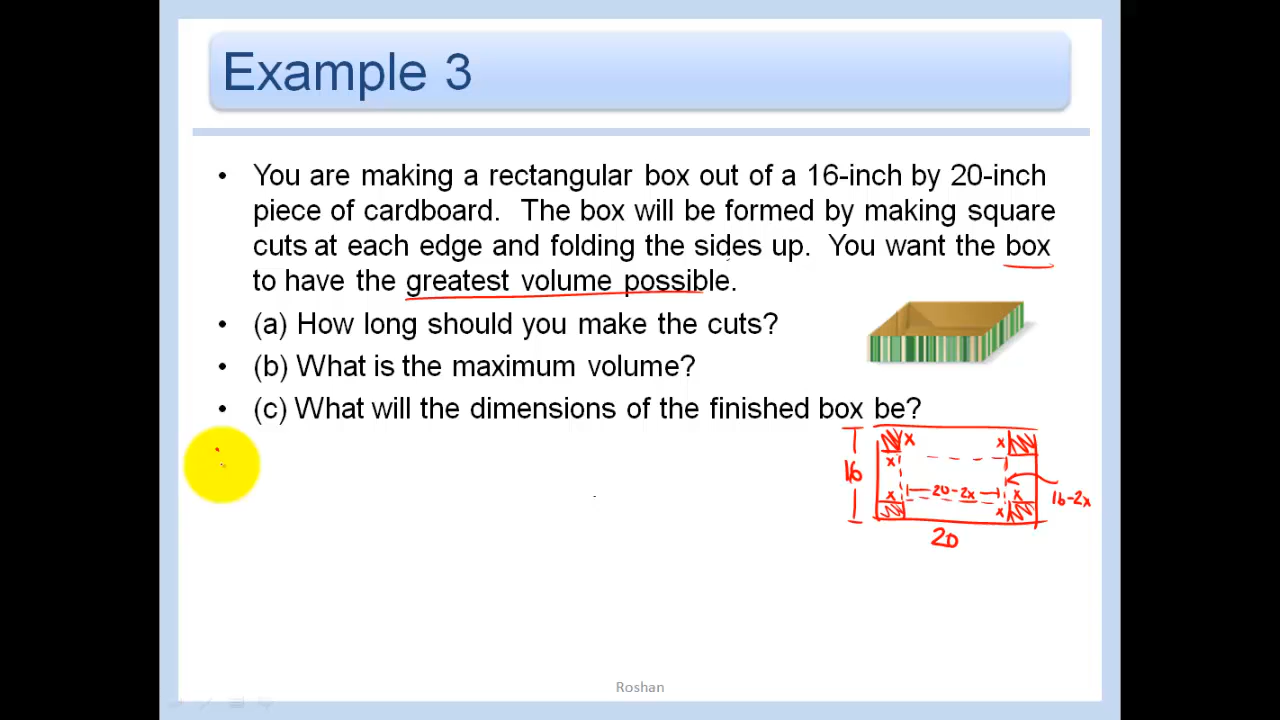 Example 3
• You are making a rectangular box out of a 16-inch by 20-inch
piece of cardboard. The box will be formed by making square
cuts at each edge and folding the sides up. You want the box
to have the greatest volume possible.
• (a) How long should you make the cuts?
• (b) What is the maximum volume?
• (c) What will the dimensions of the finished box be?
x x
x
16
x 20-2x x 16-2x
x
20
Roshan